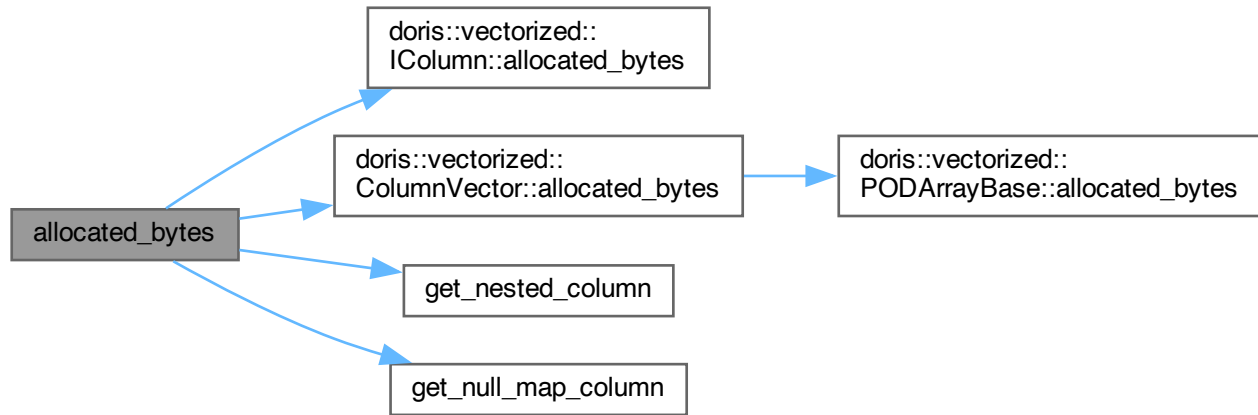 doris::vectorized::
IColumn::allocated_bytes
doris::vectorized::
ColumnVector::allocated_bytes
doris::vectorized::
PODArrayBase::allocated_bytes
allocated_bytes
get_nested_column
get_null_map_column